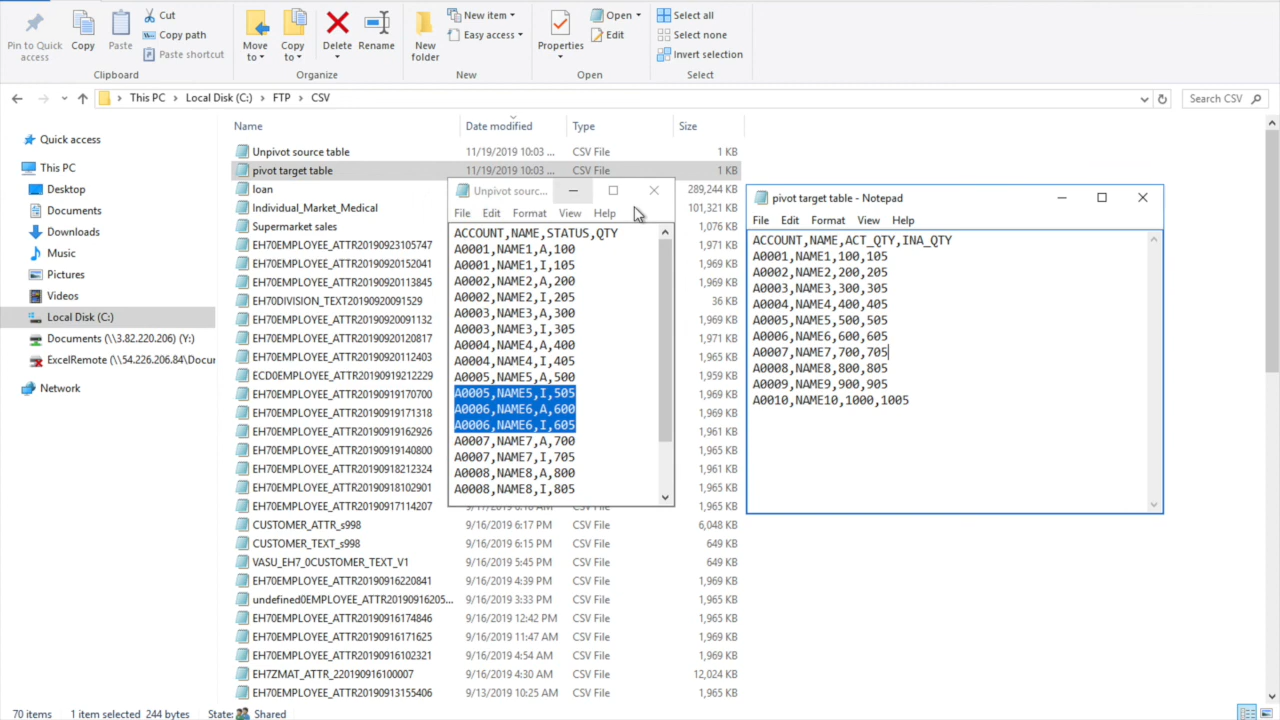 Pin to Quick access
Copy
Paste
Cut
Copy path
Paste shortcut
Clipboard
Move to
Copy to
Delete
Rename
Organize
New folder
New item
Easy access
New
Properties
Open
Edit
Open
Select all
Select none
Invert selection
Select
This PC > Local Disk (C:) > FTP > CSV
Search CSV
Quick access
This PC
Desktop
Documents
Downloads
Music
Pictures
Videos
Local Disk (C:)
Documents (\\3.82.220.206) (Y:)
ExcelRemote (\\54.226.206.84\Docur
Network
Name Date modified Type Size
Unpivot source table 11/19/2019 10:03 ... CSV File 1 KB
pivot target table 11/19/2019 10:03 ... CSV File 1 KB
loan 289,244 KB
Individual_Market_Medical 101,321 KB
Supermarket sales 1,076 KB
EH70EMPLOYEE_ATTR20190923105747 1,971 KB
EH70EMPLOYEE_ATTR20190920152041 1,969 KB
EH70EMPLOYEE_ATTR20190920113845 1,969 KB
EH70DIVISION_TEXT20190920091529 36 KB
EH70EMPLOYEE_ATTR20190920091132 1,969 KB
EH70EMPLOYEE_ATTR20190920120817 1,971 KB
EH70EMPLOYEE_ATTR20190920112403 1,965 KB
ECD0EMPLOYEE_ATTR20190919212229 1,959 KB
EH70EMPLOYEE_ATTR20190919170700 1,969 KB
EH70EMPLOYEE_ATTR20190919171318 1,963 KB
EH70EMPLOYEE_ATTR20190919162926 1,961 KB
EH70EMPLOYEE_ATTR20190919140800 1,969 KB
EH70EMPLOYEE_ATTR20190918212324 1,961 KB
EH70EMPLOYEE_ATTR20190918102901 1,963 KB
EH70EMPLOYEE_ATTR20190917114207 CSV File 1,972 KB
CUSTOMER_ATTR_s998 9/16/2019 6:17 PM CSV File 6,048 KB
CUSTOMER_TEXT_s998 9/16/2019 6:15 PM CSV File 649 KB
VASU_EH7_0CUSTOMER_TEXT_V1 9/16/2019 5:45 PM CSV File 649 KB
EH70EMPLOYEE_ATTR20190916220841 9/16/2019 4:39 PM CSV File 1,969 KB
undefined0EMPLOYEE_ATTR20190916205... 9/16/2019 3:33 PM CSV File 1,965 KB
EH70EMPLOYEE_ATTR20190916174846 9/16/2019 12:42 PM CSV File 1,965 KB
EH70EMPLOYEE_ATTR20190916171625 9/16/2019 11:47 AM CSV File 1,963 KB
EH70EMPLOYEE_ATTR20190916102321 9/16/2019 4:54 AM CSV File 1,965 KB
EH7ZMAT_ATTR_220190916100007 9/16/2019 4:30 AM CSV File 12,024 KB
EH70EMPLOYEE_ATTR20190913155406 9/13/2019 10:25 AM CSV File 1,965 KB
Unpivot sourc...
File Edit Format View Help
ACCOUNT,NAME,STATUS,QTY
A0001,NAME1,A,100
A0001,NAME1,I,105
A0002,NAME2,A,200
A0002,NAME2,I,205
A0003,NAME3,A,300
A0003,NAME3,I,305
A0004,NAME4,A,400
A0004,NAME4,I,405
A0005,NAME5,A,500
A0005,NAME5,I,505
A0006,NAME6,A,600
A0006,NAME6,I,605
A0007,NAME7,A,700
A0007,NAME7,I,705
A0008,NAME8,A,800
A0008,NAME8,I,805
pivot target table - Notepad
File Edit Format View Help
ACCOUNT,NAME,ACT_QTY,INA_QTY
A0001,NAME1,100,105
A0002,NAME2,200,205
A0003,NAME3,300,305
A0004,NAME4,400,405
A0005,NAME5,500,505
A0006,NAME6,600,605
A0007,NAME7,700,705
A0008,NAME8,800,805
A0009,NAME9,900,905
A0010,NAME10,1000,1005
70 items 1 item selected 244 bytes State: Shared